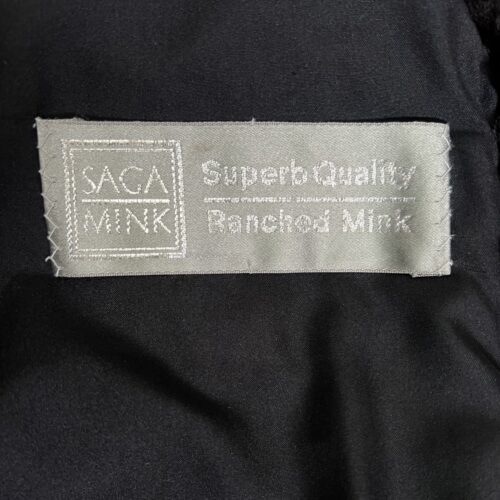 SAGA
MINK
Superb Quality
Ranched Mink